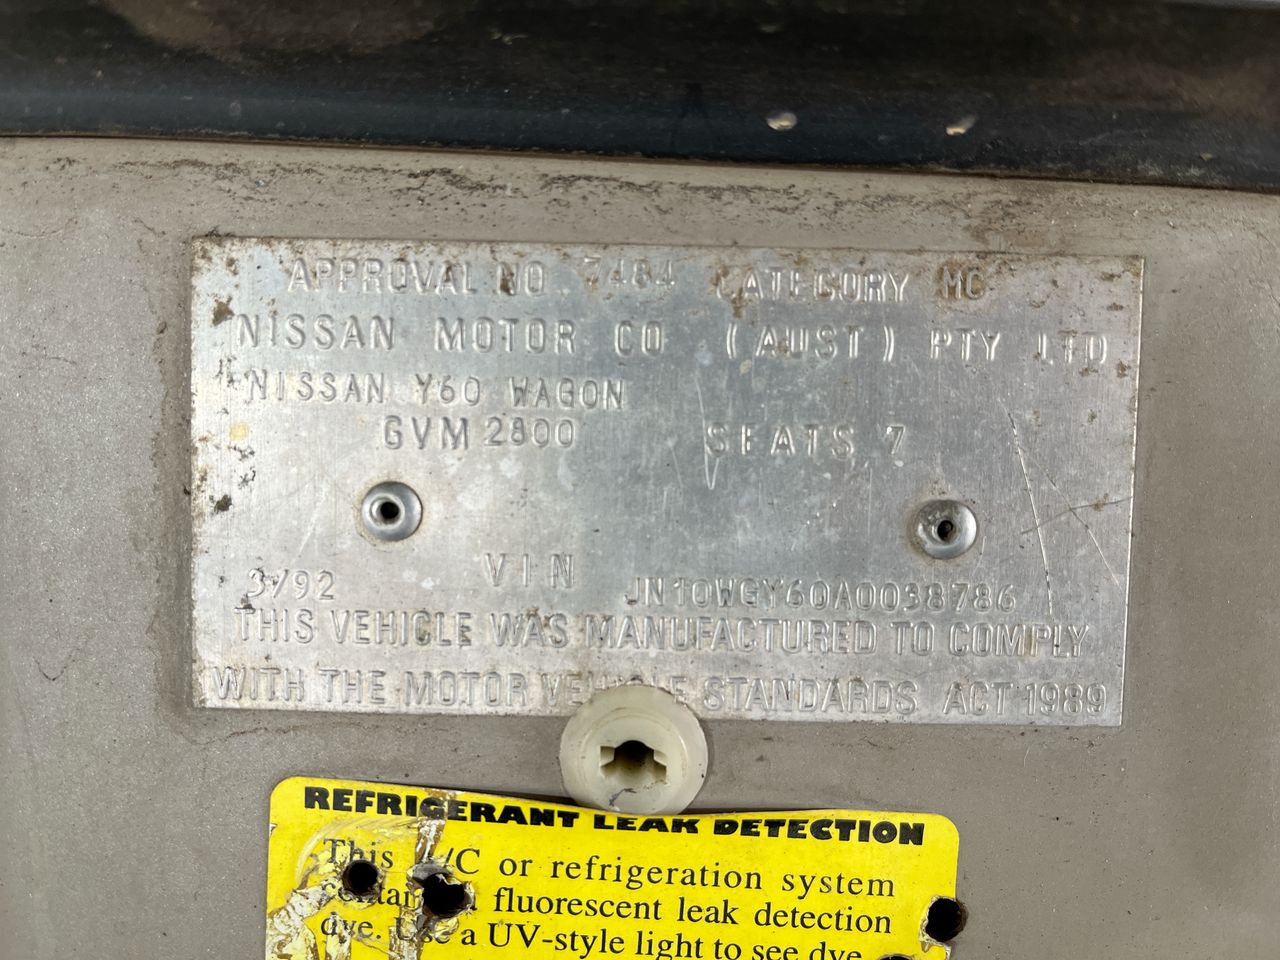 APPROVAL NO 7484 CATEGORY MC
NISSAN MOTOR CO (AUST) PTY LTD
NISSAN Y60 WAGON
GVM 2800 SEATS 7
3/92 VIN JN10WGY60A0038786
THIS VEHICLE WAS MANUFACTURED TO COMPLY
WITH THE MOTOR VEHICLE STANDARDS ACT 1989
REFRIGERANT LEAK DETECTION
This A/C or refrigeration system
contains a fluorescent leak detection
dye. Use a UV-style light to see dye